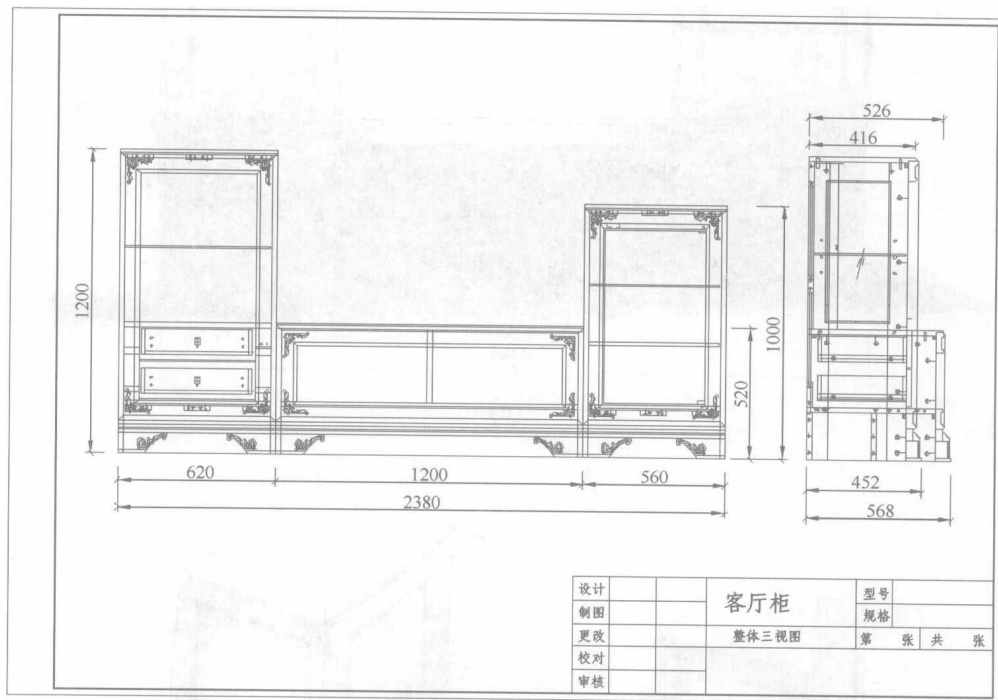 526
416
1200
1000
520
620
1200
560
2380
452
568
设计
客厅柜
型号
制图
规格
更改
整体三视图
第 张 共 张
校对
审核